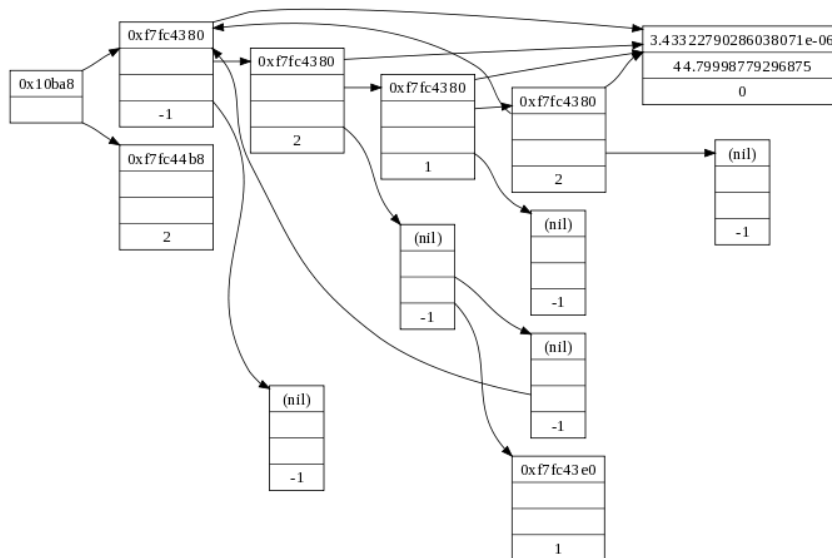 0x10ba8
0xf7fc4380
-1
0xf7fc44b8
2
0xf7fc4380
2
0xf7fc4380
1
0xf7fc4380
2
3.43322790286038071e-06
44.79998779296875
0
(nil)
-1
(nil)
-1
(nil)
-1
(nil)
-1
(nil)
-1
0xf7fc43e0
1